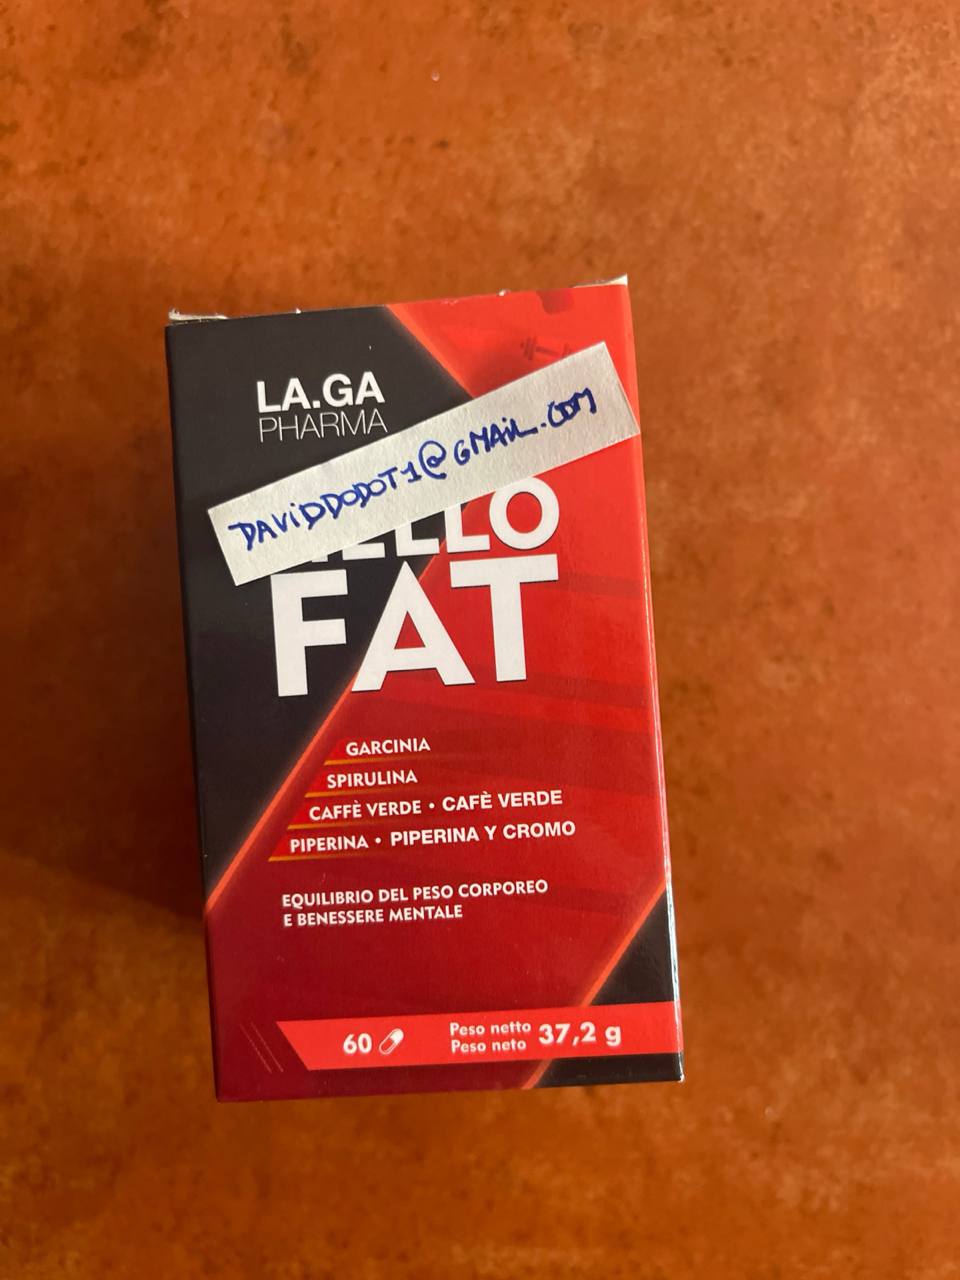 LA.GA
PHARMA
DAVIDDODOT1@GMAIL.COM
FAT
GARCINIA
SPIRULINA
CAFFÈ VERDE • CAFÈ VERDE
PIPERINA • PIPERINA Y CROMO
EQUILIBRIO DEL PESO CORPOREO
E BENESSERE MENTALE
60
Peso netto
Peso neto
37,2 g